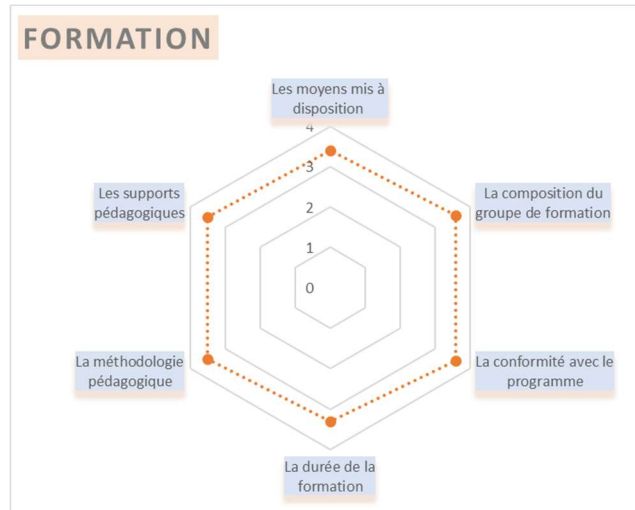 FORMATION
Les moyens mis à
disposition
4
3
2
1
0
Les supports
pédagogiques
La composition du
groupe de formation
La méthodologie
pédagogique
La conformité avec le
programme
La durée de la
formation